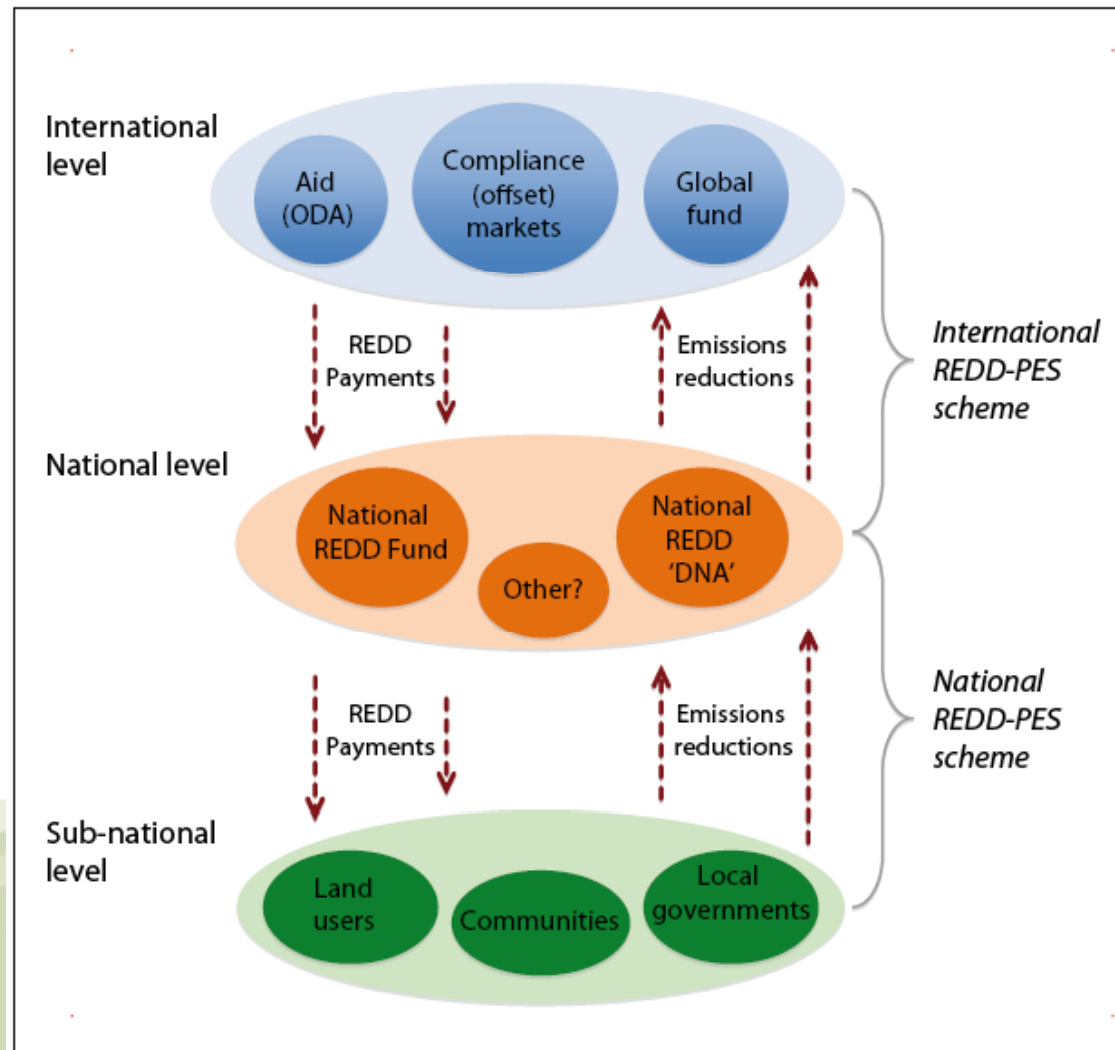 International
level
Aid
(ODA)
Compliance
(offset)
markets
Global
fund
REDD
Payments
Emissions
reductions
International
REDD-PES
scheme
National level
National
REDD Fund
Other?
National
REDD
‘DNA’
REDD
Payments
Emissions
reductions
National
REDD-PES
scheme
Sub-national
level
Land
users
Communities
Local
governments